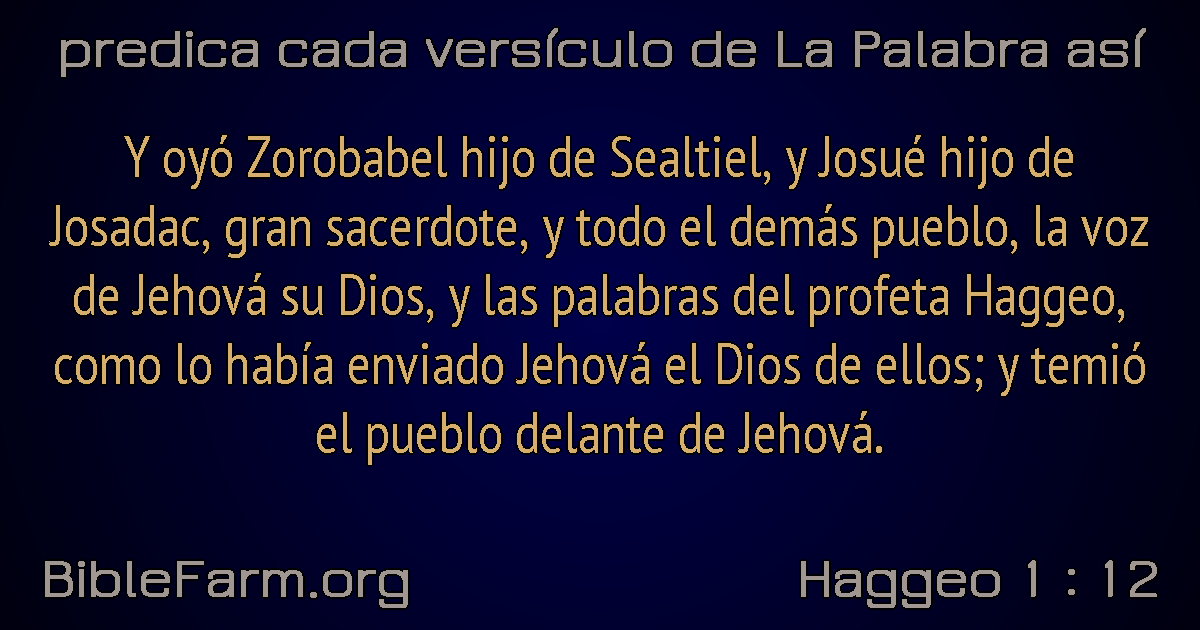 predica cada versículo de La Palabra así
Y oyó Zorobabel hijo de Sealtiel, y Josué hijo de
Josadac, gran sacerdote, y todo el demás pueblo, la voz
de Jehová su Dios, y las palabras del profeta Haggeo,
como lo había enviado Jehová el Dios de ellos; y temió
el pueblo delante de Jehová.
BibleFarm.org
Haggeo 1 : 12